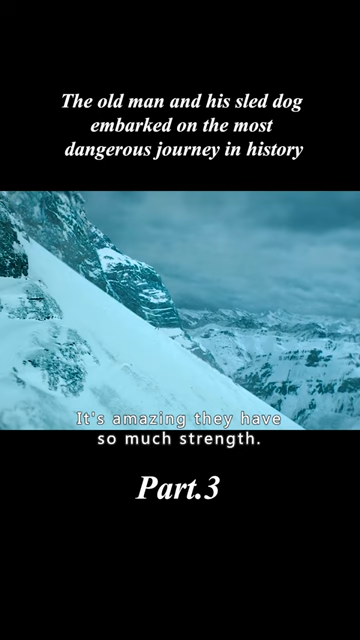 The old man and his sled dog
embarked on the most
dangerous journey in history
It's amazing they have
so much strength.
Part.3